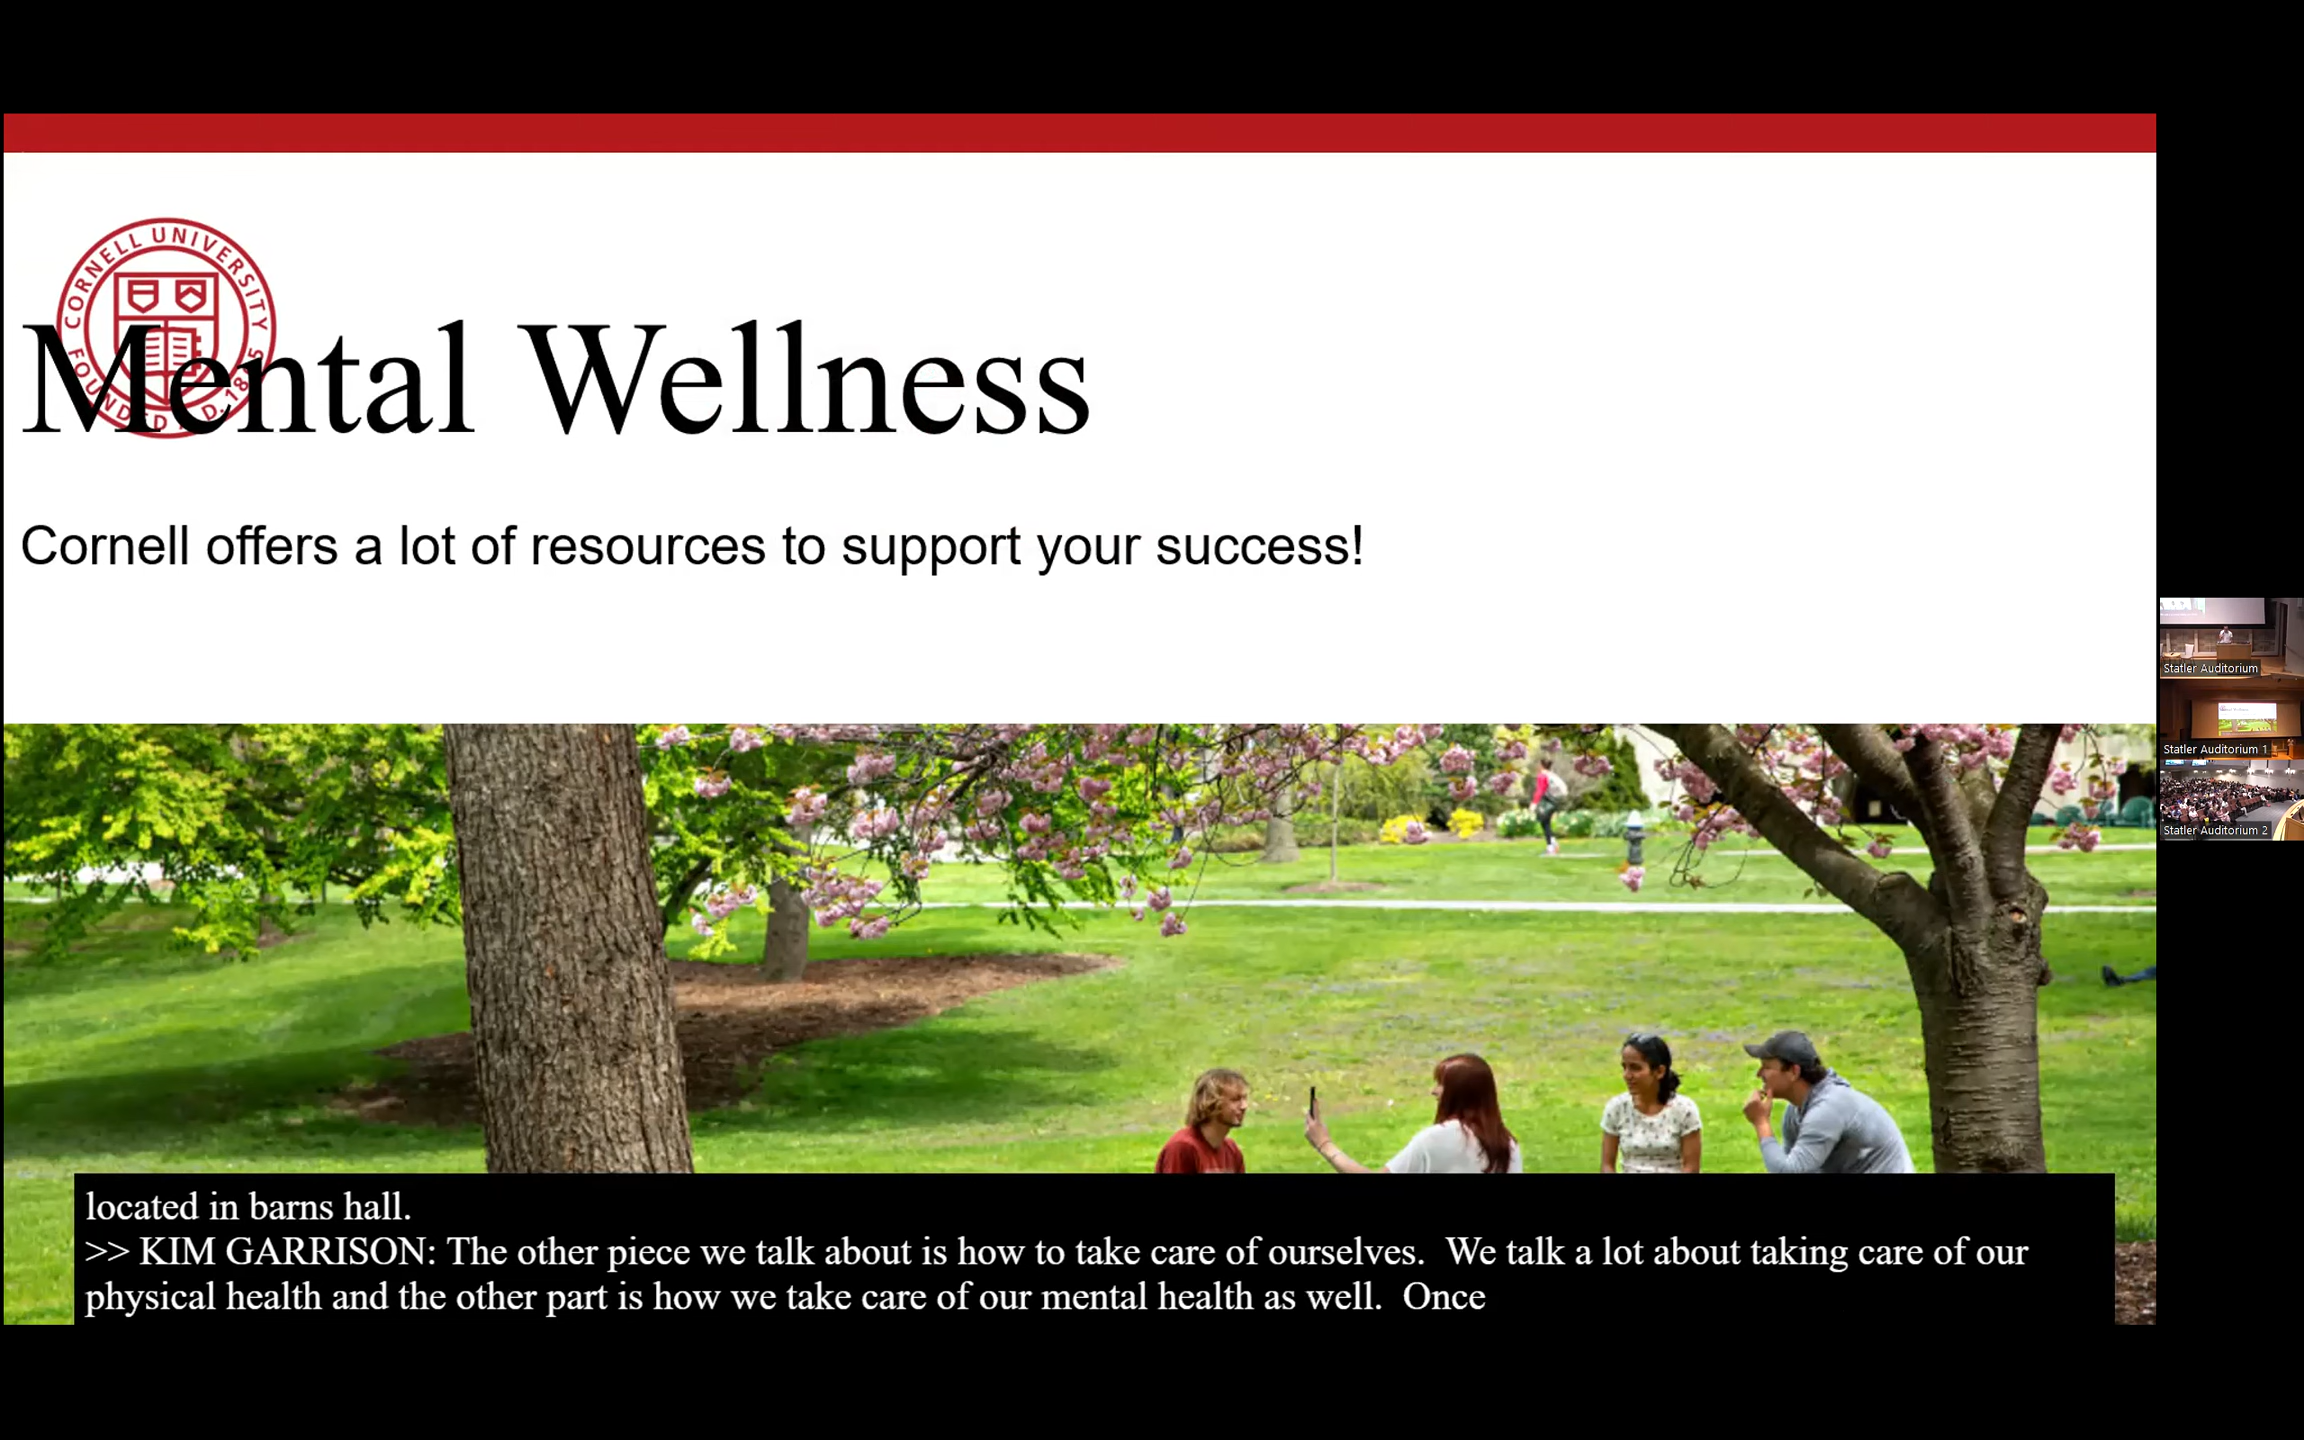 CORNELL UNIVERSITY
FOUNDED A.D. 1865
Mental Wellness
Cornell offers a lot of resources to support your success!
Statler Auditorium
Statler Auditorium 1
Statler Auditorium 2
located in barns hall.
>> KIM GARRISON: The other piece we talk about is how to take care of ourselves.  We talk a lot about taking care of our
physical health and the other part is how we take care of our mental health as well.  Once